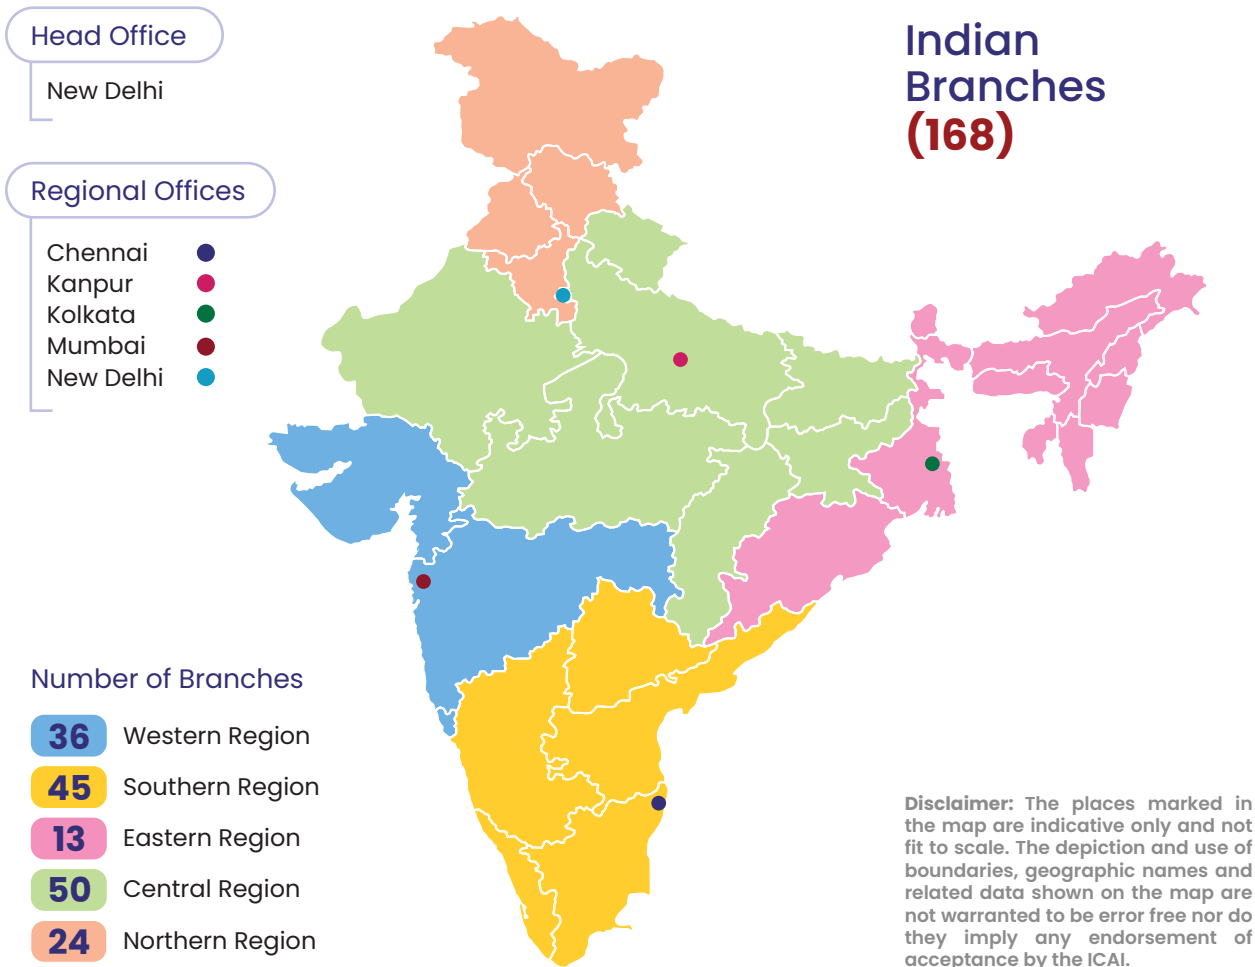 Head Office
New Delhi
Regional Offices
Chennai
Kanpur
Kolkata
Mumbai
New Delhi
Indian
Branches
(168)
Number of Branches
36 Western Region
45 Southern Region
13 Eastern Region
50 Central Region
24 Northern Region
Disclaimer: The places marked in
the map are indicative only and not
fit to scale. The depiction and use of
boundaries, geographic names and
related data shown on the map are
not warranted to be error free nor do
they imply any endorsement of
acceptance by the ICAI.